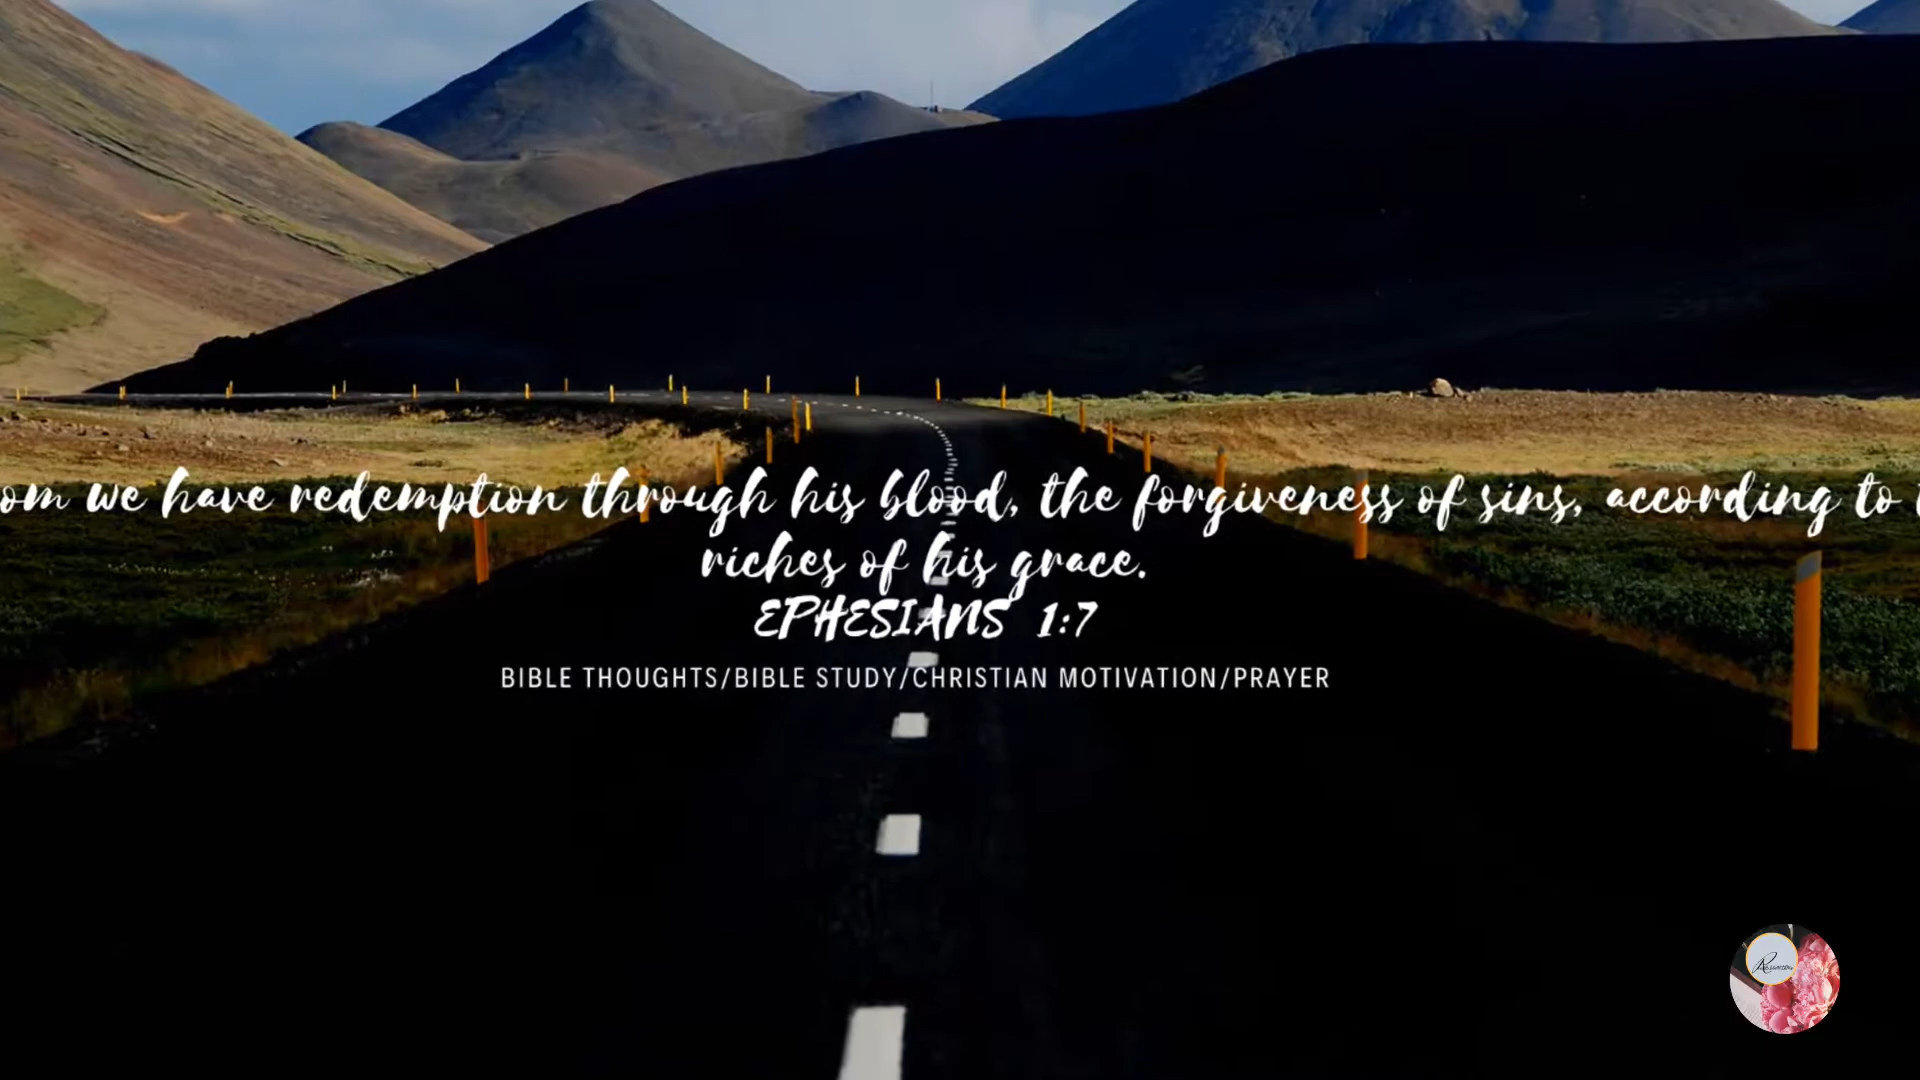 om we have redemption through his blood, the forgiveness of sins, according to
riches of his grace.
EPHESIANS 1:7
BIBLE THOUGHTS/BIBLE STUDY/CHRISTIAN MOTIVATION/PRAYER